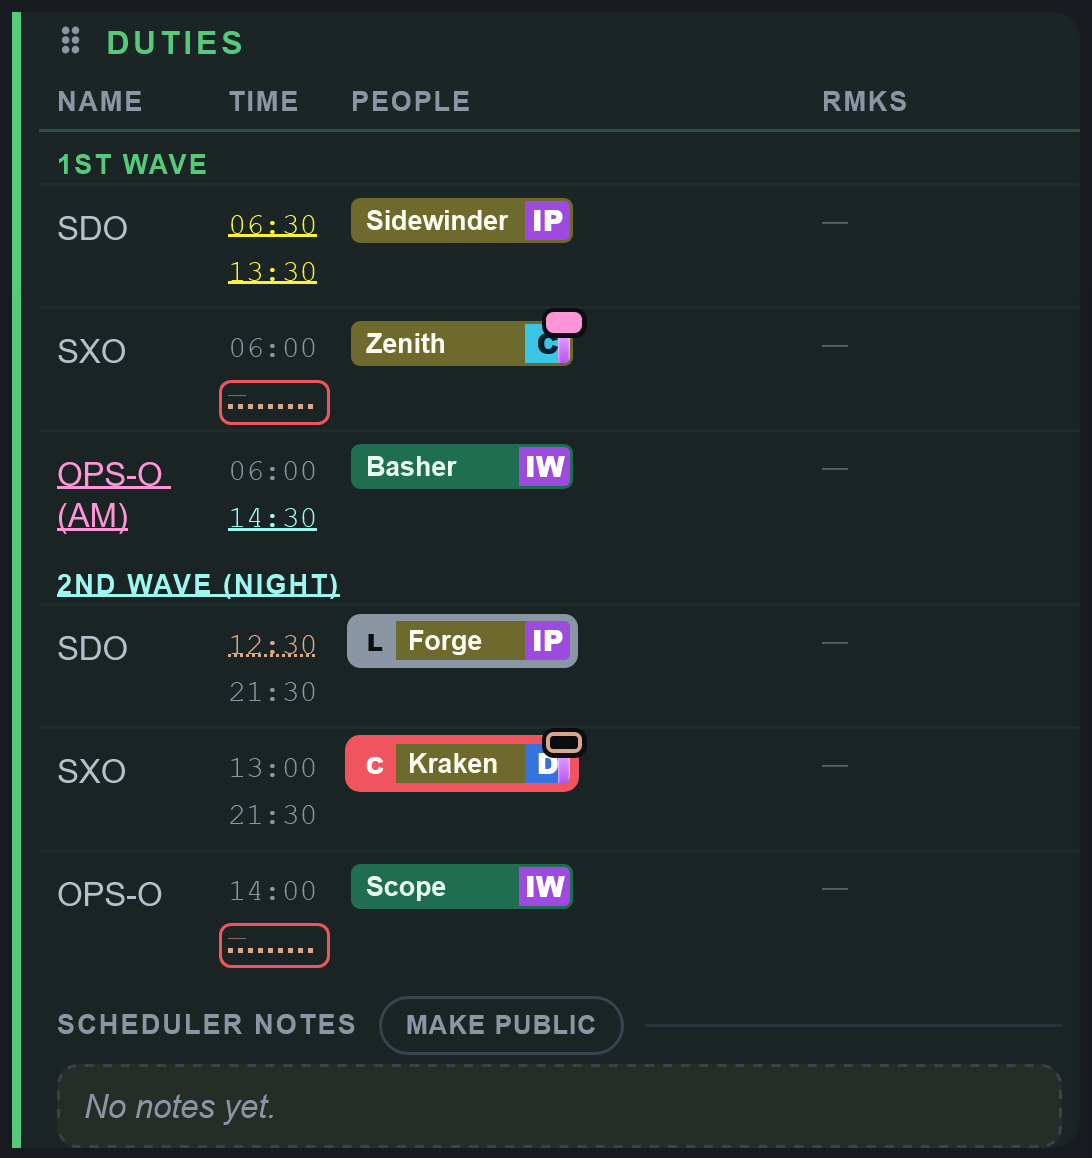 DUTIES
NAME TIME PEOPLE RMKS
1ST WAVE
SDO 06:30 Sidewinder IP —
13:30
SXO 06:00 Zenith C —
—
OPS-O 06:00 Basher IW —
(AM) 14:30
2ND WAVE (NIGHT)
SDO 12:30 L Forge IP —
21:30
SXO 13:00 C Kraken D —
21:30
OPS-O 14:00 Scope IW —
—
SCHEDULER NOTES MAKE PUBLIC
No notes yet.